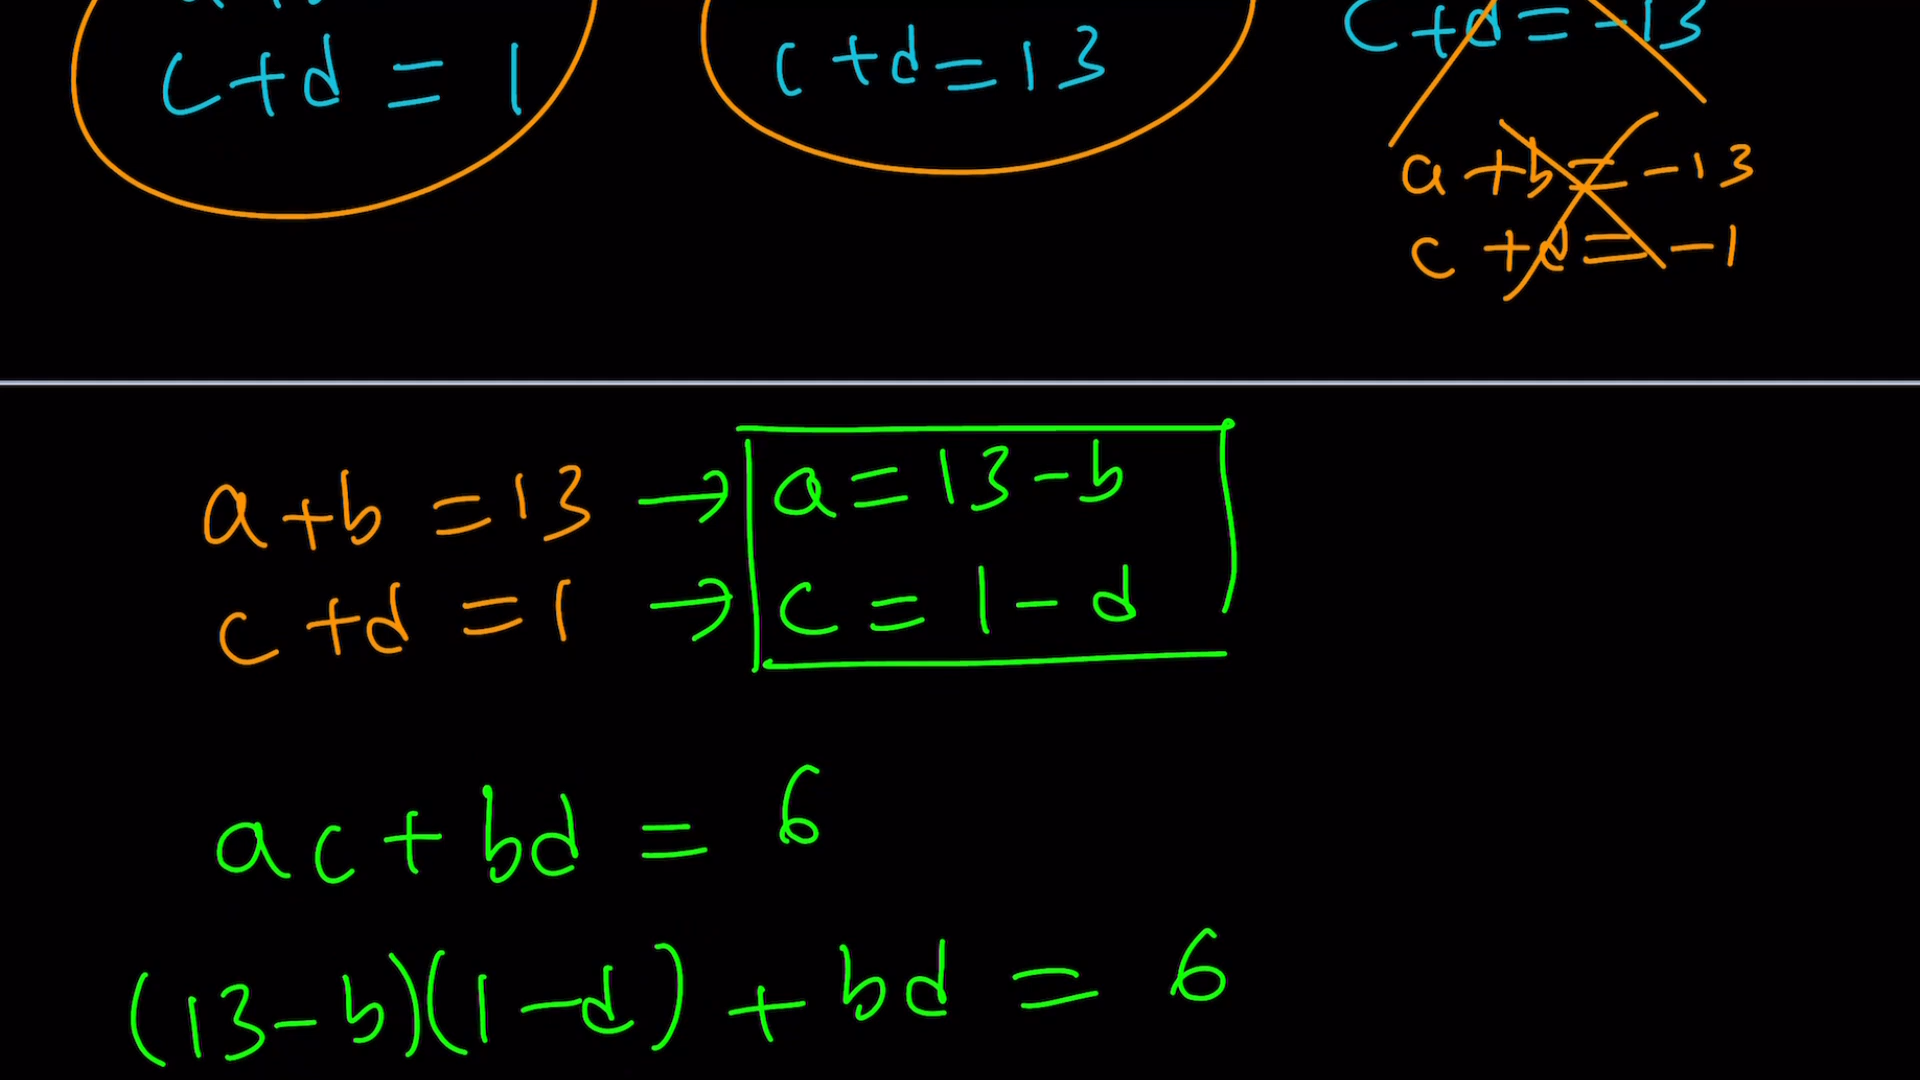 c+d = 1
c+d=13
c+d=-13
a+b=-13
c+d=-1
a+b=13 → a=13-b
c+d=1 → c=1-d
ac+bd=6
(13-b)(1-d)+bd=6